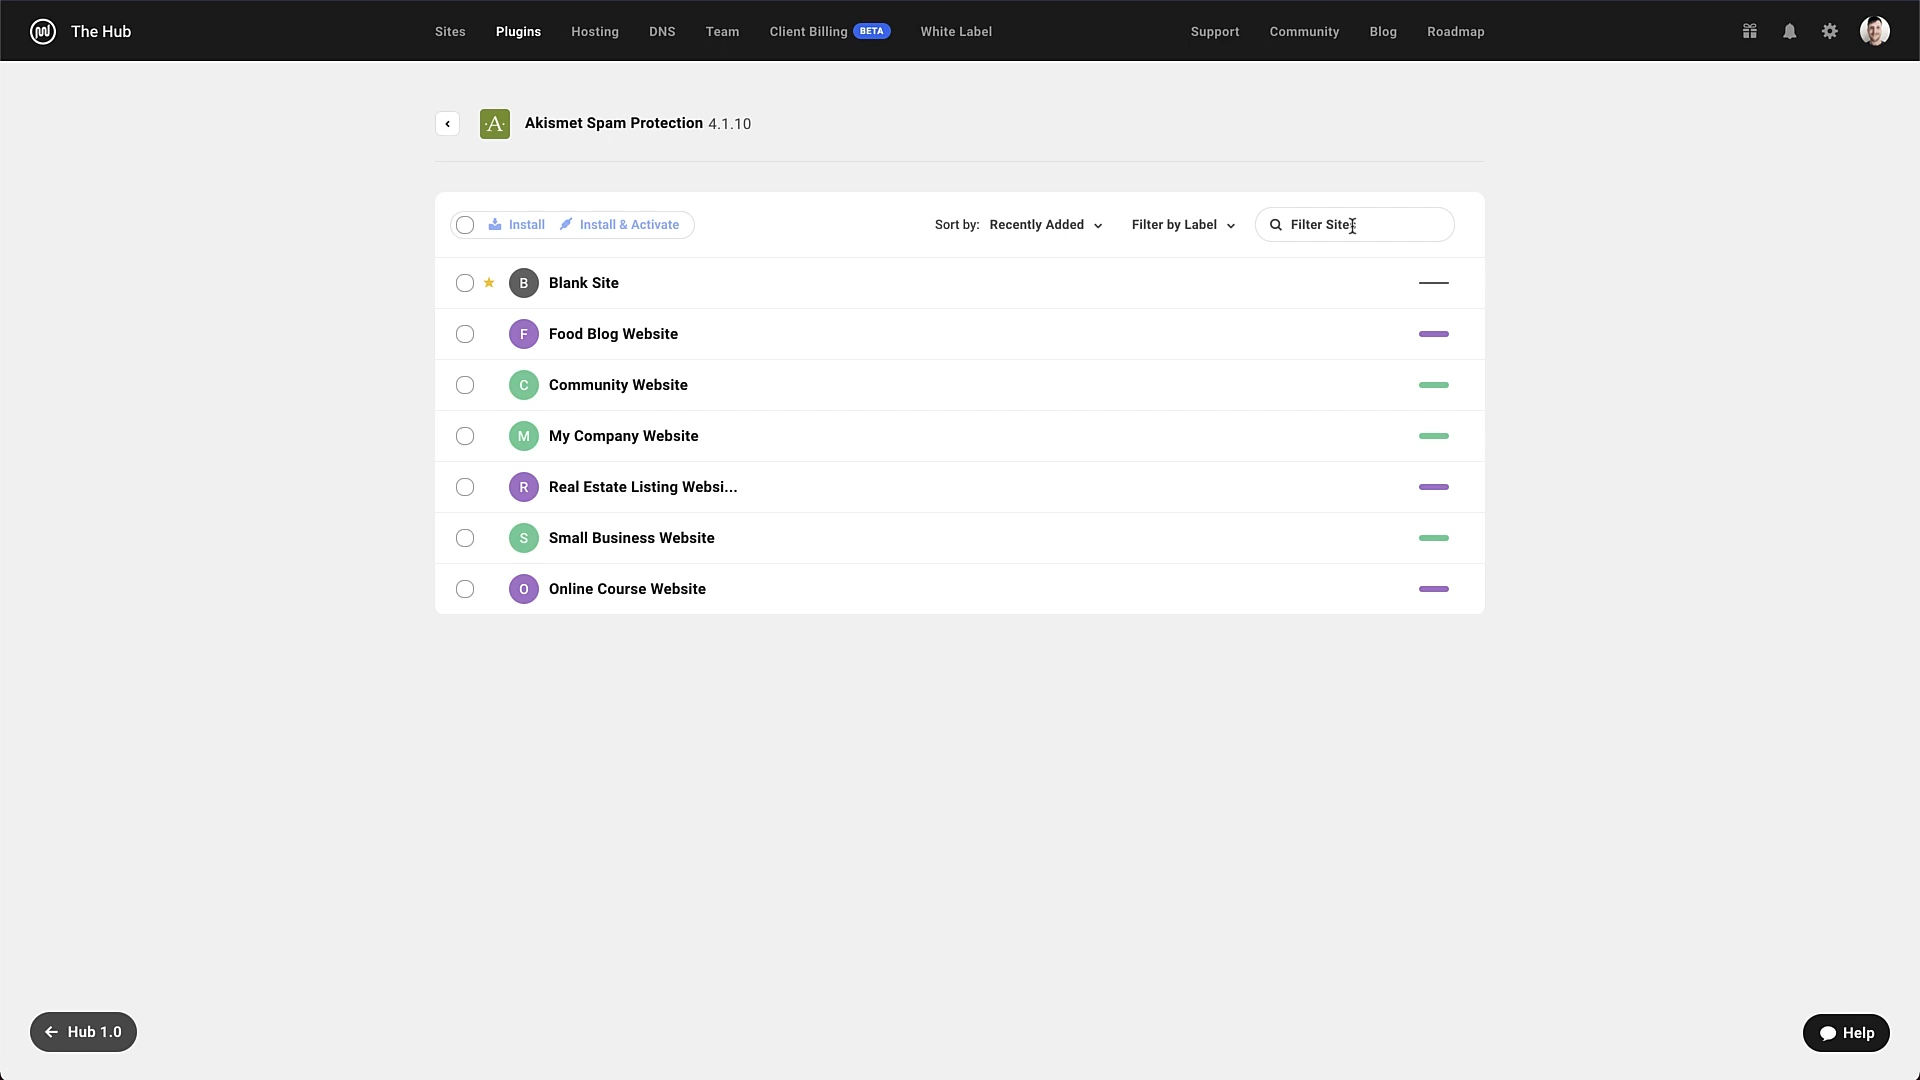 The Hub
Sites Plugins Hosting DNS Team Client Billing BETA White Label Support Community Blog Roadmap
‹ A Akismet Spam Protection 4.1.10
Install Install & Activate Sort by: Recently Added Filter by Label Filter Sites
B Blank Site
F Food Blog Website
C Community Website
M My Company Website
R Real Estate Listing Websi...
S Small Business Website
O Online Course Website
Hub 1.0
Help